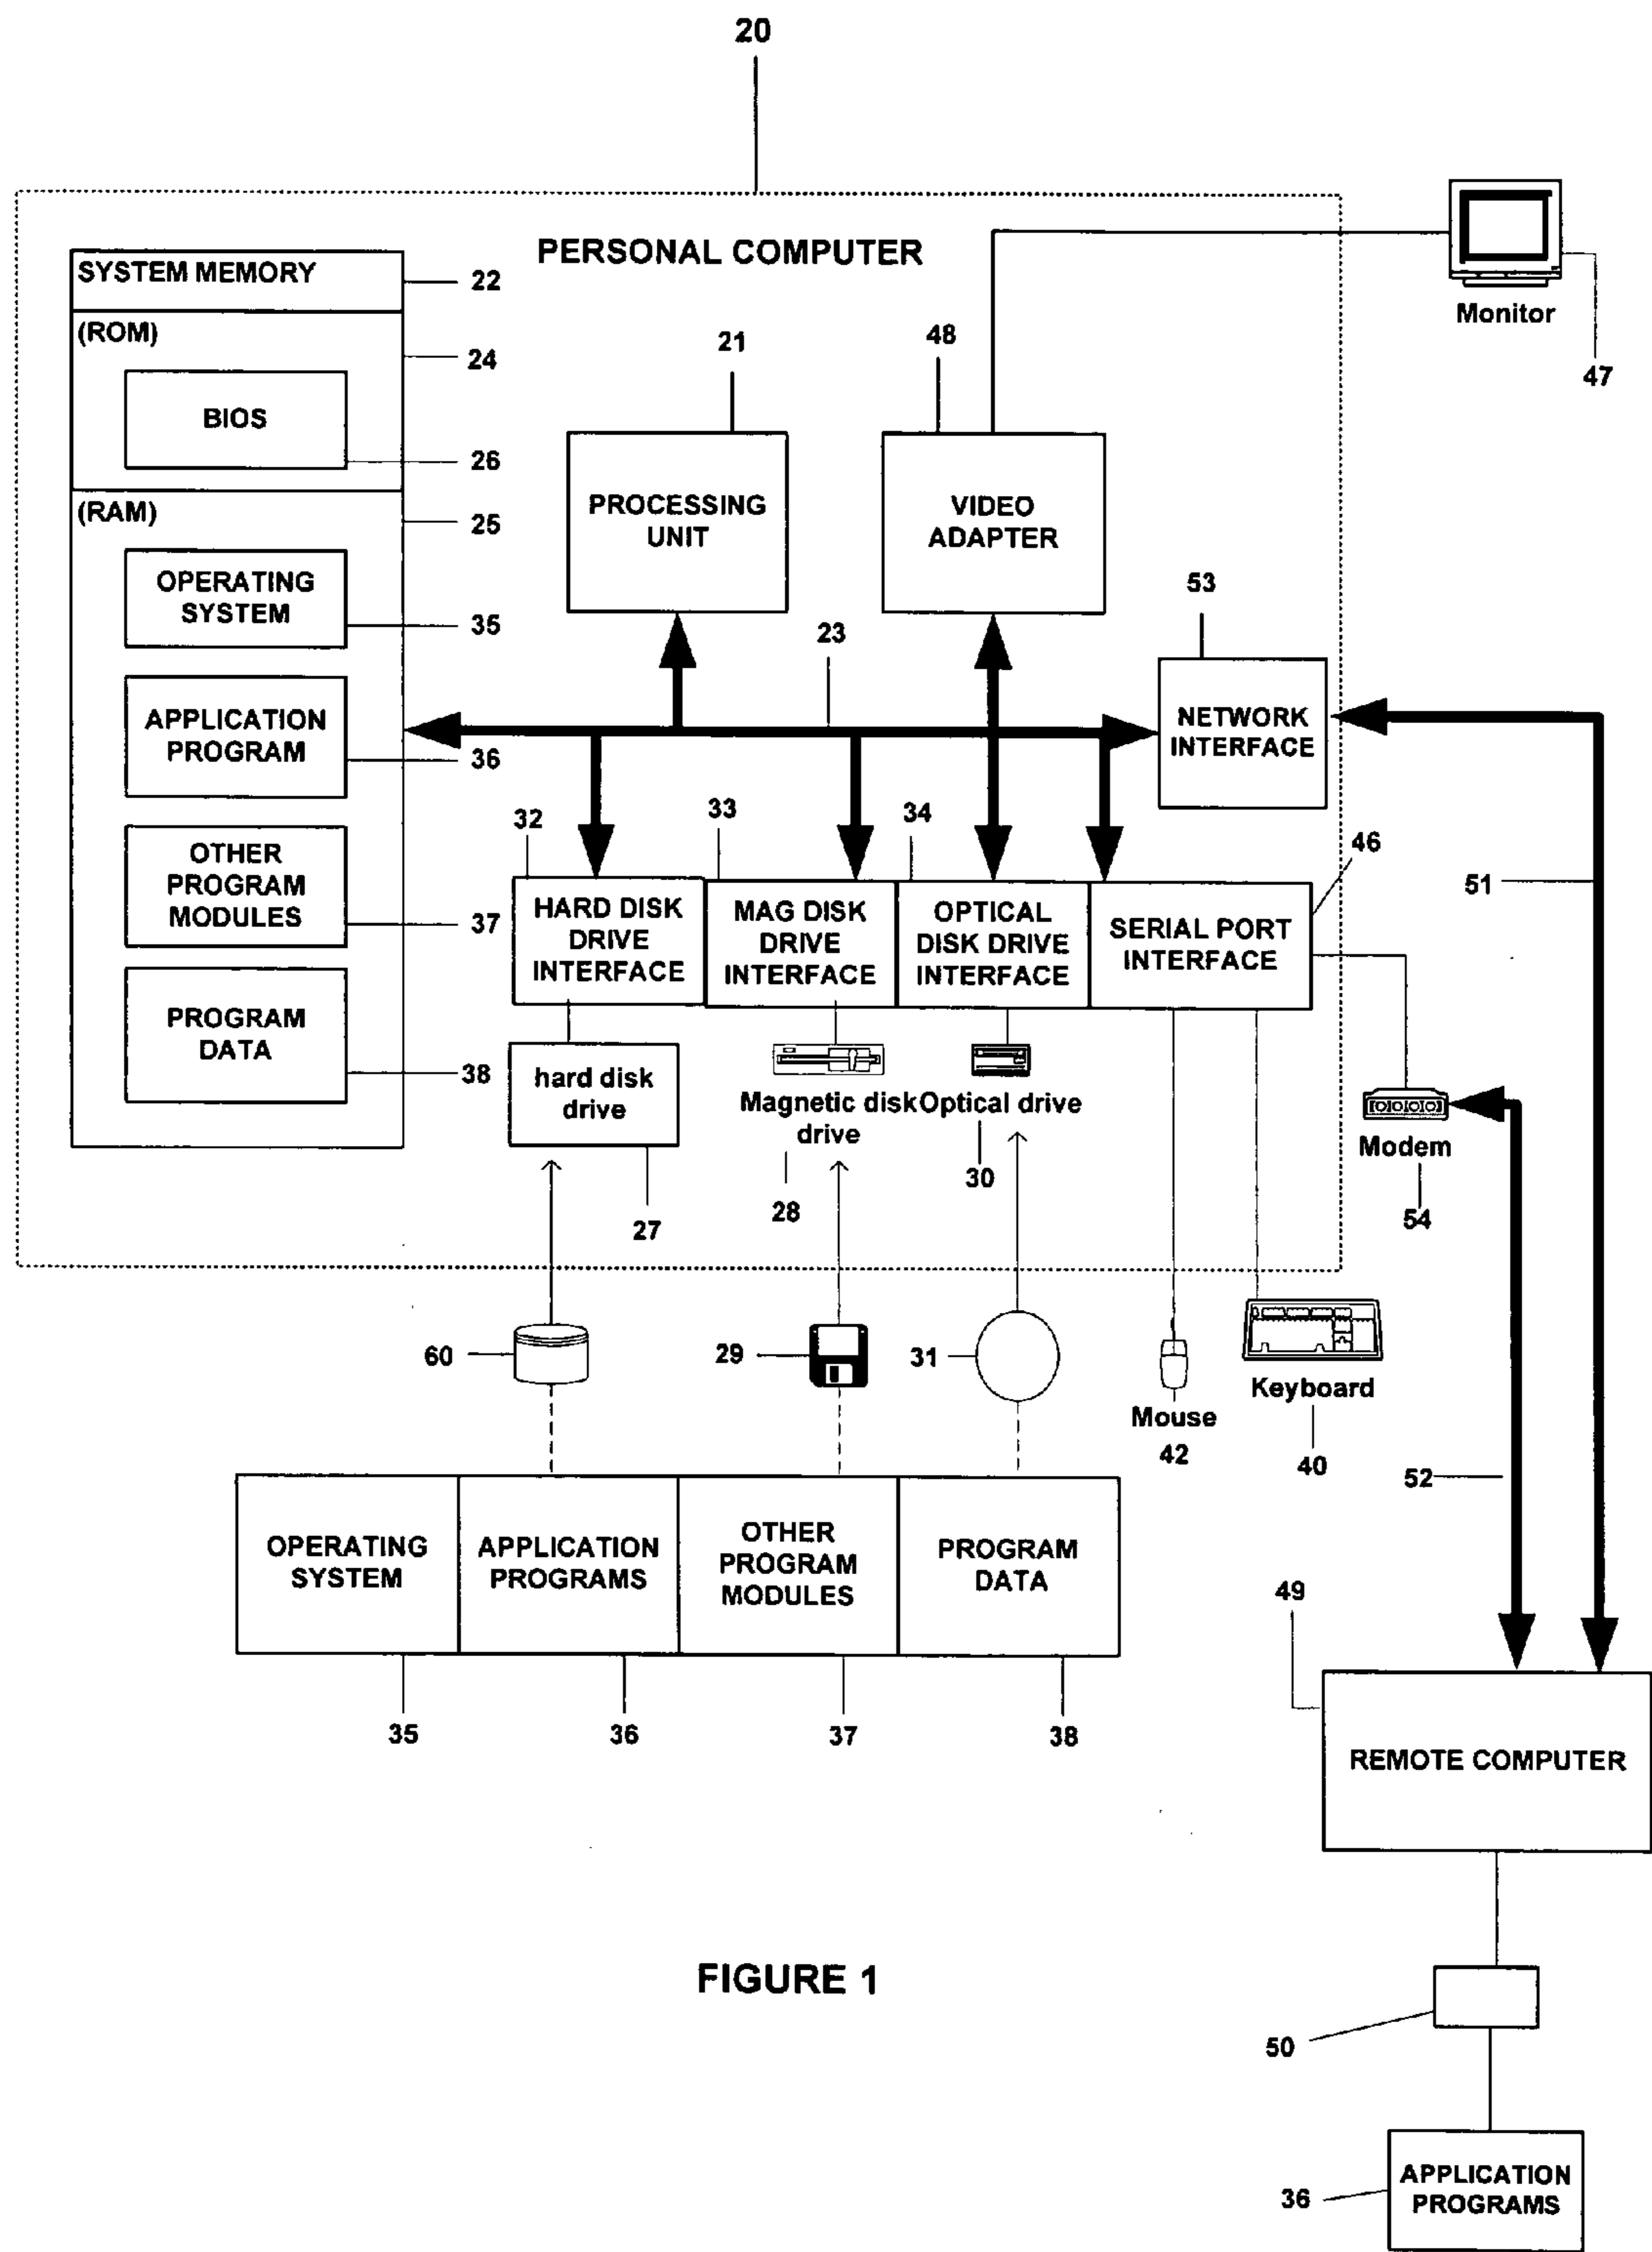 20
PERSONAL COMPUTER
SYSTEM MEMORY
22
(ROM)
24
BIOS
26
(RAM)
25
OPERATING
SYSTEM
35
APPLICATION
PROGRAM
36
OTHER
PROGRAM
MODULES
37
PROGRAM
DATA
38
21
PROCESSING
UNIT
48
VIDEO
ADAPTER
Monitor
47
23
53
NETWORK
INTERFACE
32
HARD DISK
DRIVE
INTERFACE
33
MAG DISK
DRIVE
INTERFACE
34
OPTICAL
DISK DRIVE
INTERFACE
46
SERIAL PORT
INTERFACE
51
hard disk
drive
27
Magnetic disk
drive
28
Optical drive
30
Modem
54
60
29
31
Mouse
42
Keyboard
40
52
OPERATING
SYSTEM
APPLICATION
PROGRAMS
OTHER
PROGRAM
MODULES
PROGRAM
DATA
35
36
37
38
49
REMOTE COMPUTER
FIGURE 1
50
36
APPLICATION
PROGRAMS